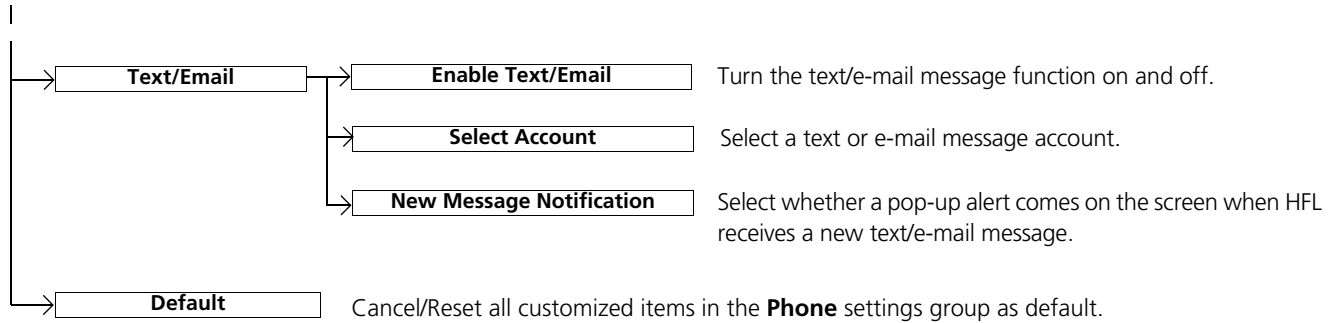 Text/Email
Enable Text/Email
Turn the text/e-mail message function on and off.
Select Account
Select a text or e-mail message account.
New Message Notification
Select whether a pop-up alert comes on the screen when HFL
receives a new text/e-mail message.
Default
Cancel/Reset all customized items in the Phone settings group as default.